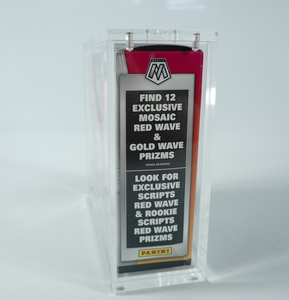 FIND 12
EXCLUSIVE
MOSAIC
RED WAVE
&
GOLD WAVE
PRIZMS
LOOK FOR
EXCLUSIVE
SCRIPTS
RED WAVE
& ROOKIE
SCRIPTS
RED WAVE
PRIZMS
PANINI